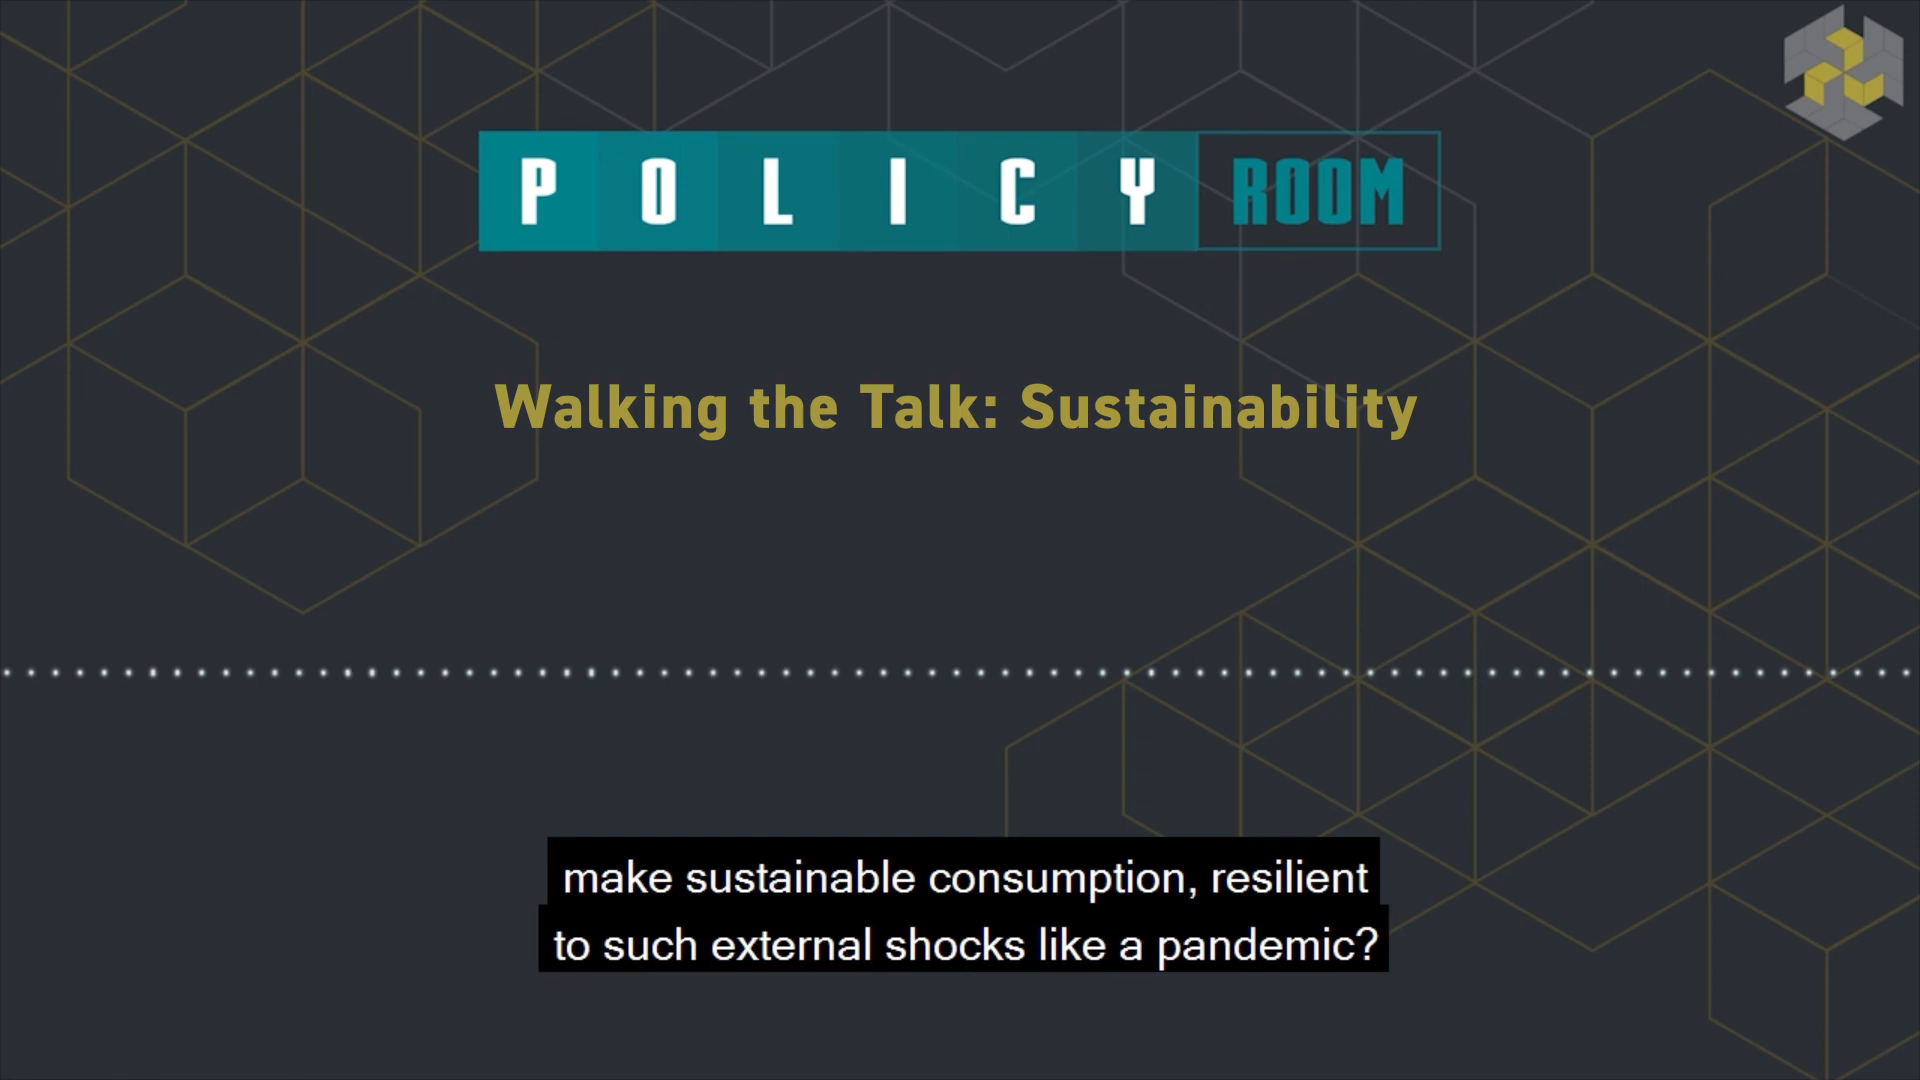 POLICY ROOM
Walking the Talk: Sustainability
make sustainable consumption, resilient
to such external shocks like a pandemic?